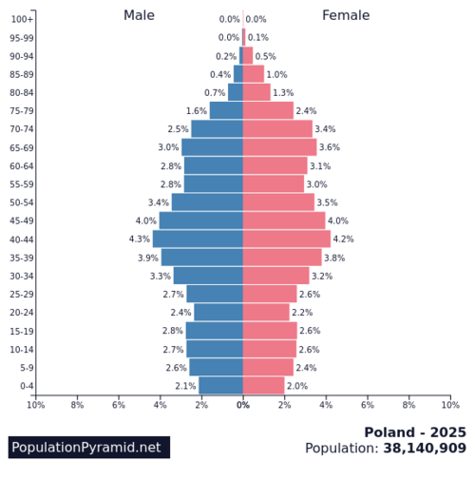 Male Female
100+ 0.0% 0.0%
95-99 0.0% 0.1%
90-94 0.2% 0.5%
85-89 0.4% 1.0%
80-84 0.7% 1.3%
75-79 1.6% 2.4%
70-74 2.5% 3.4%
65-69 3.0% 3.6%
60-64 2.8% 3.1%
55-59 2.8% 3.0%
50-54 3.4% 3.5%
45-49 4.0% 4.0%
40-44 4.3% 4.2%
35-39 3.9% 3.8%
30-34 3.3% 3.2%
25-29 2.7% 2.6%
20-24 2.4% 2.2%
15-19 2.8% 2.6%
10-14 2.7% 2.6%
5-9 2.6% 2.4%
0-4 2.1% 2.0%
10% 8% 6% 4% 2% 0% 2% 4% 6% 8% 10%
Poland - 2025
PopulationPyramid.net Population: 38,140,909